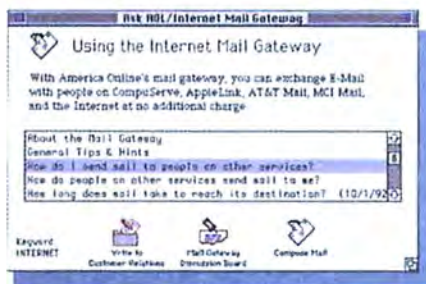 Ask AOL/Internet Mail Gateway
Using the Internet Mail Gateway
With America Online's mail gateway, you can exchange E-Mail
with people on CompuServe, AppleLink, AT&T Mail, MCI Mail,
and the Internet at no additional charge
About the Mail Gateway
General Tips & Hints
How do I send mail to people on other services?
How do people on other services send mail to me?
How long does mail take to reach its destination? (10/1/92
Keyword
INTERNET
Write to
Customer Relations
Mail Gateway
Discussion Board
Compose Mail